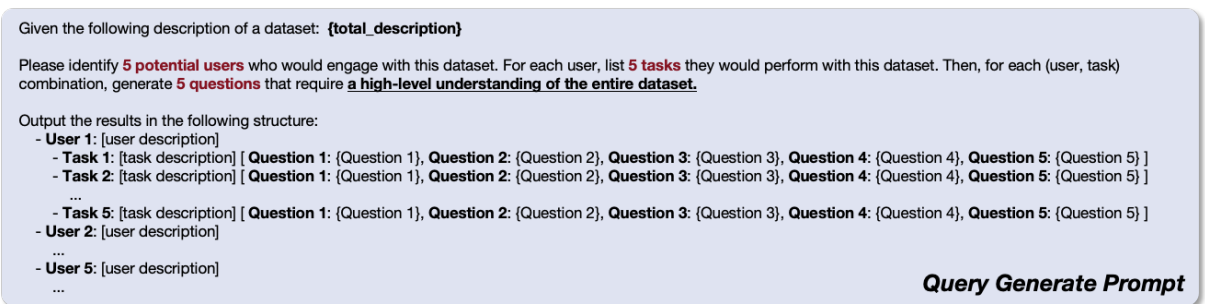 Given the following description of a dataset: {total_description}
Please identify 5 potential users who would engage with this dataset. For each user, list 5 tasks they would perform with this dataset. Then, for each (user, task)
combination, generate 5 questions that require a high-level understanding of the entire dataset.
Output the results in the following structure:
- User 1: [user description]
- Task 1: [task description] [ Question 1: {Question 1}, Question 2: {Question 2}, Question 3: {Question 3}, Question 4: {Question 4}, Question 5: {Question 5} ]
- Task 2: [task description] [ Question 1: {Question 1}, Question 2: {Question 2}, Question 3: {Question 3}, Question 4: {Question 4}, Question 5: {Question 5} ]
...
- Task 5: [task description] [ Question 1: {Question 1}, Question 2: {Question 2}, Question 3: {Question 3}, Question 4: {Question 4}, Question 5: {Question 5} ]
- User 2: [user description]
...
- User 5: [user description]
...
Query Generate Prompt